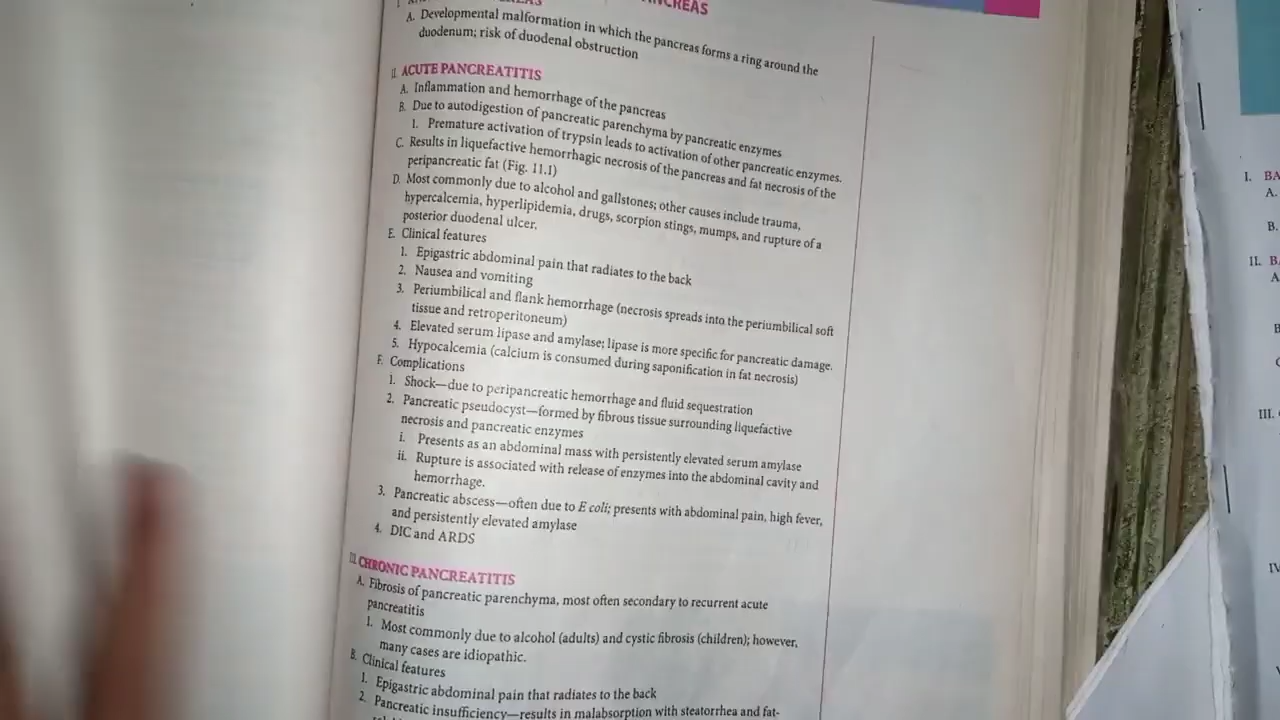 PANCREAS
A. Developmental malformation in which the pancreas forms a ring around the
duodenum; risk of duodenal obstruction
II. ACUTE PANCREATITIS
A. Inflammation and hemorrhage of the pancreas
B. Due to autodigestion of pancreatic parenchyma by pancreatic enzymes
1. Premature activation of trypsin leads to activation of other pancreatic enzymes.
C. Results in liquefactive hemorrhagic necrosis of the pancreas and fat necrosis of the
peripancreatic fat (Fig. 11.1)
D. Most commonly due to alcohol and gallstones; other causes include trauma,
hypercalcemia, hyperlipidemia, drugs, scorpion stings, mumps, and rupture of a
posterior duodenal ulcer.
E. Clinical features
1. Epigastric abdominal pain that radiates to the back
2. Nausea and vomiting
3. Periumbilical and flank hemorrhage (necrosis spreads into the periumbilical soft
tissue and retroperitoneum)
4. Elevated serum lipase and amylase; lipase is more specific for pancreatic damage.
5. Hypocalcemia (calcium is consumed during saponification in fat necrosis)
F. Complications
1. Shock—due to peripancreatic hemorrhage and fluid sequestration
2. Pancreatic pseudocyst—formed by fibrous tissue surrounding liquefactive
necrosis and pancreatic enzymes
i. Presents as an abdominal mass with persistently elevated serum amylase
ii. Rupture is associated with release of enzymes into the abdominal cavity and
hemorrhage.
3. Pancreatic abscess—often due to E coli; presents with abdominal pain, high fever,
and persistently elevated amylase
4. DIC and ARDS
III. CHRONIC PANCREATITIS
A. Fibrosis of pancreatic parenchyma, most often secondary to recurrent acute
pancreatitis
1. Most commonly due to alcohol (adults) and cystic fibrosis (children); however,
many cases are idiopathic.
B. Clinical features
1. Epigastric abdominal pain that radiates to the back
2. Pancreatic insufficiency—results in malabsorption with steatorrhea and fat-
I. BA
A.
B.
II. B
A
B
C
III.
IV